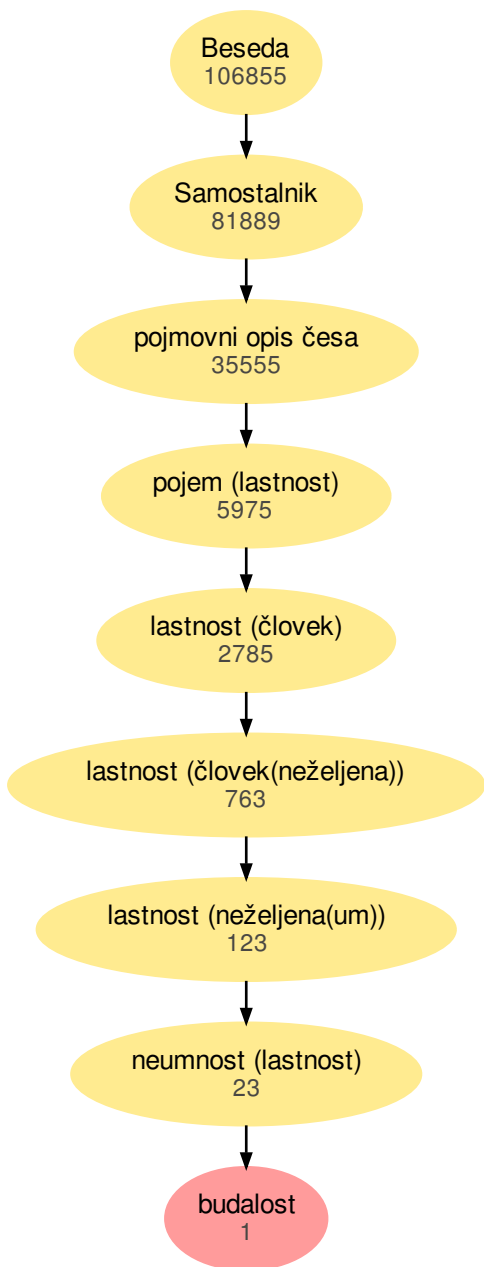 Beseda
106855
Samostalnik
81889
pojmovni opis česa
35555
pojem (lastnost)
5975
lastnost (človek)
2785
lastnost (človek(neželjena))
763
lastnost (neželjena(um))
123
neumnost (lastnost)
23
budalost
1